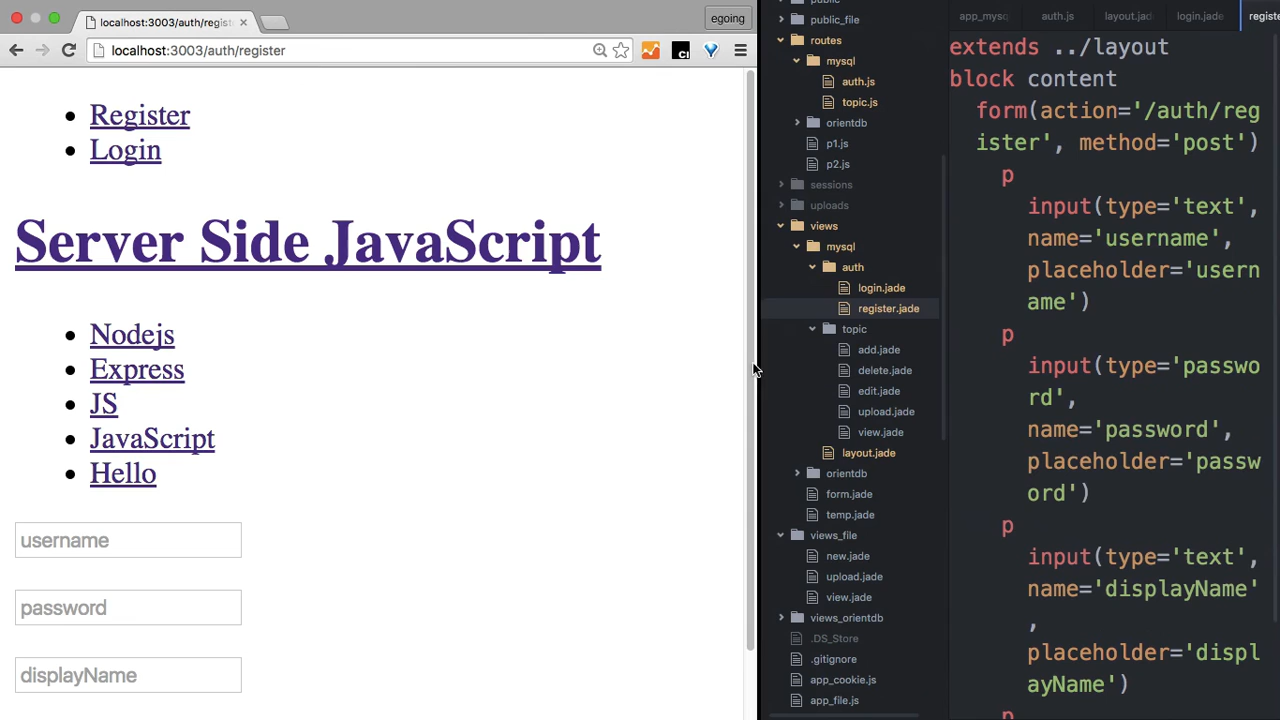 localhost:3003/auth/regist
egoing
localhost:3003/auth/register
Register
Login
Server Side JavaScript
Nodejs
Express
JS
JavaScript
Hello
username
password
displayName
public
public_file
routes
mysql
auth.js
topic.js
orientdb
p1.js
p2.js
sessions
uploads
views
mysql
auth
login.jade
register.jade
topic
add.jade
delete.jade
edit.jade
upload.jade
view.jade
layout.jade
orientdb
form.jade
temp.jade
views_file
new.jade
upload.jade
view.jade
views_orientdb
.DS_Store
.gitignore
app_cookie.js
app_file.js
app_mysq
auth.js
layout.jad
login.jade
registe
extends ../layout
block content
form(action='/auth/reg
ister', method='post')
p
input(type='text',
name='username',
placeholder='usern
ame')
p
input(type='passwo
rd',
name='password',
placeholder='passw
ord')
p
input(type='text',
name='displayName'
,
placeholder='displ
ayName')
p